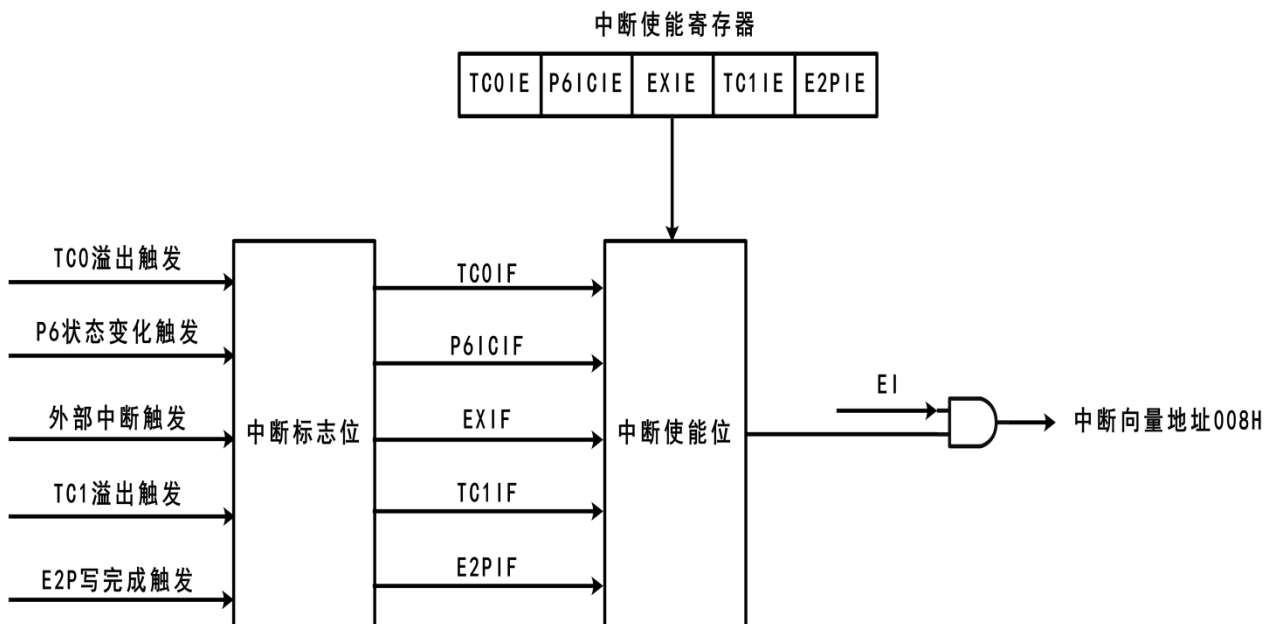 中断使能寄存器
TC0IE P6ICIE EXIE TC1IE E2PIE
TC0溢出触发
TC0IF
P6状态变化触发
P6ICIF
EI
外部中断触发
中断标志位
EXIF
中断使能位
中断向量地址008H
TC1溢出触发
TC1IF
E2P写完成触发
E2PIF